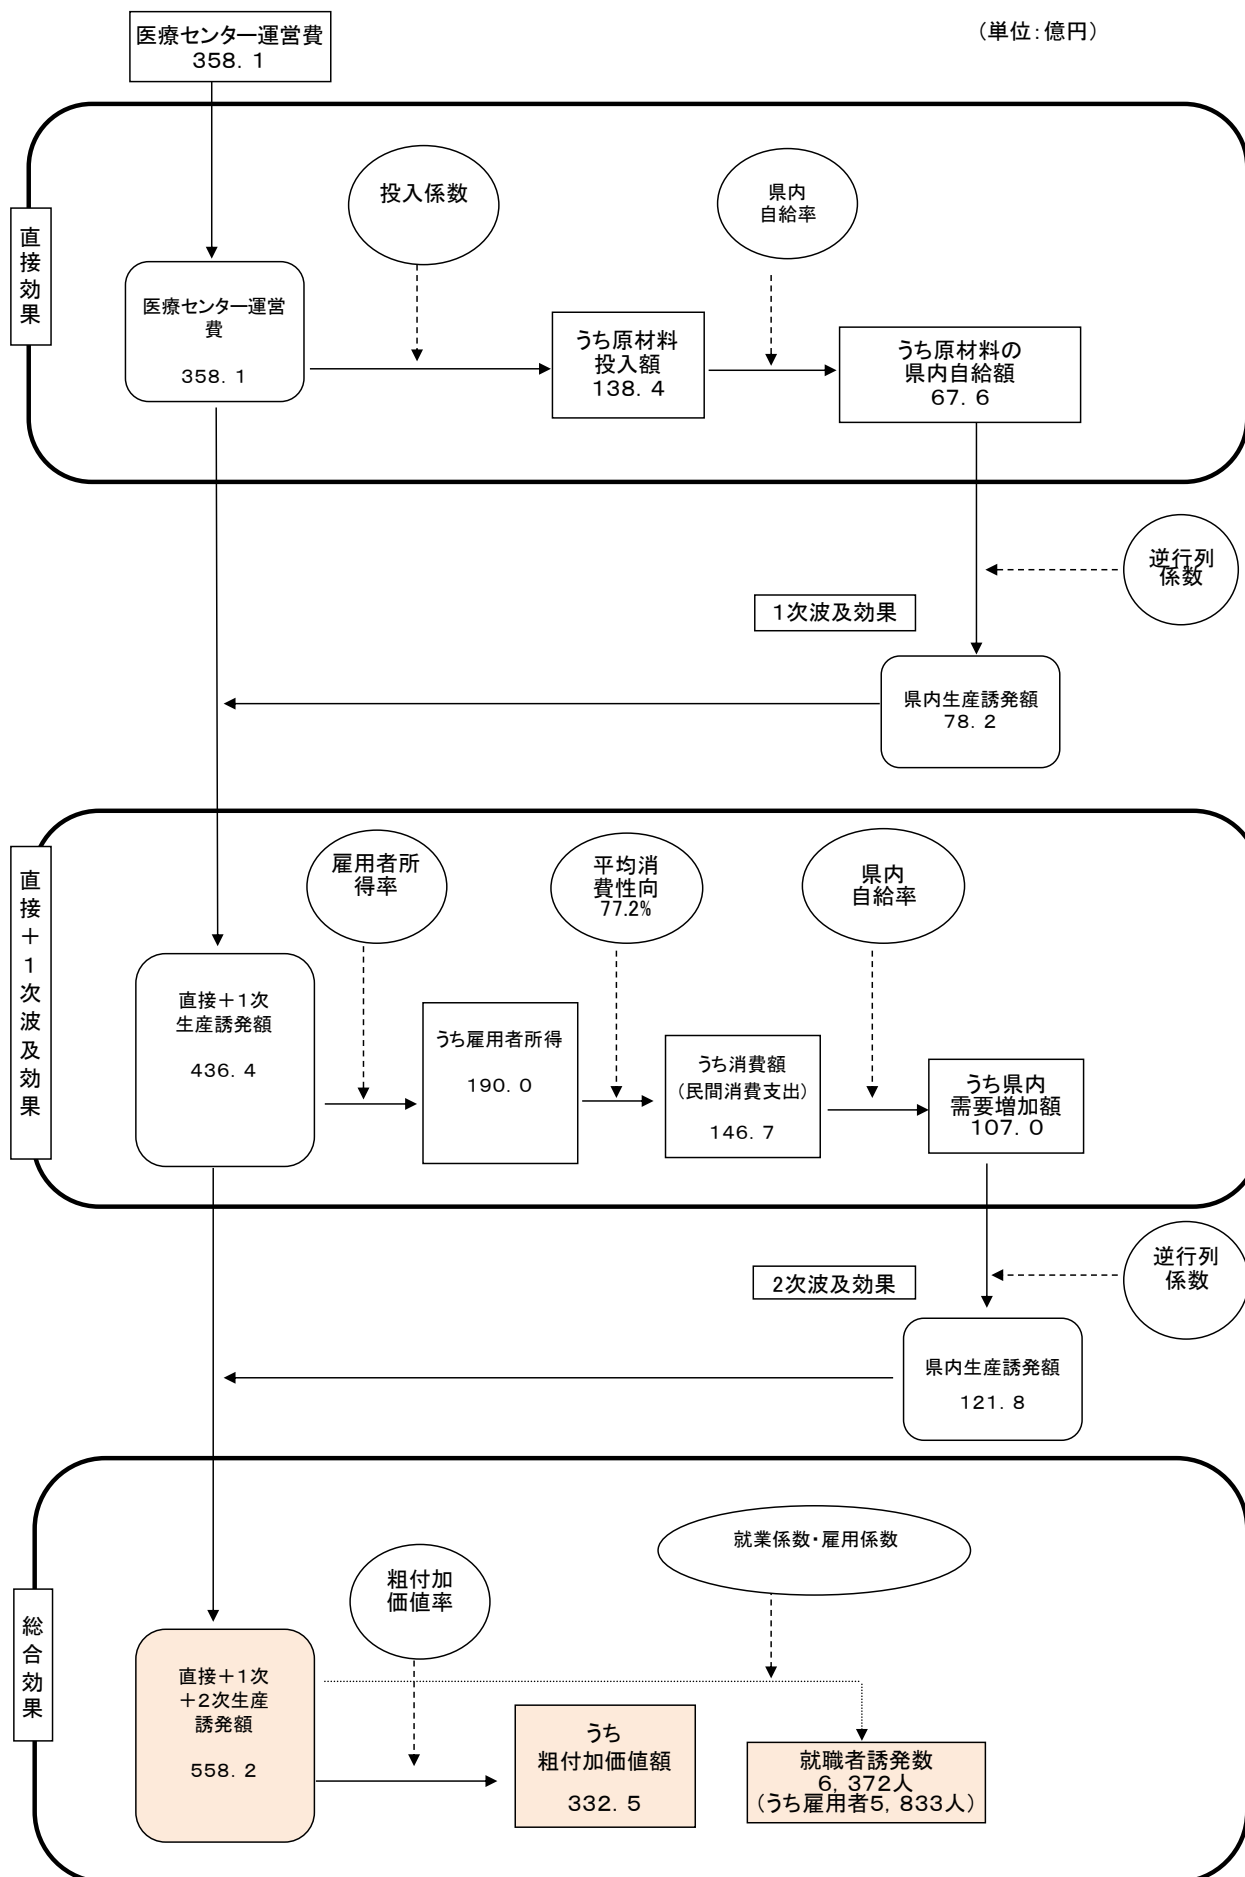 医療センター運営費
358．1
（単位：億円）
直接効果
投入係数
県内
自給率
医療センター運営
費
358．1
うち原材料
投入額
138．4
うち原材料の
県内自給額
67．6
逆行列
係数
1次波及効果
県内生産誘発額
78．2
直接＋1次波及効果
雇用者所
得率
平均消
費性向
77.2%
県内
自給率
直接＋1次
生産誘発額
436．4
うち雇用者所得
190．0
うち消費額
（民間消費支出）
146．7
うち県内
需要増加額
107．0
逆行列
係数
2次波及効果
県内生産誘発額
121．8
総合効果
就業係数・雇用係数
粗付加
価値率
直接＋1次
＋2次生産
誘発額
558．2
うち
粗付加価値額
332．5
就職者誘発数
6，372人
（うち雇用者5，833人）